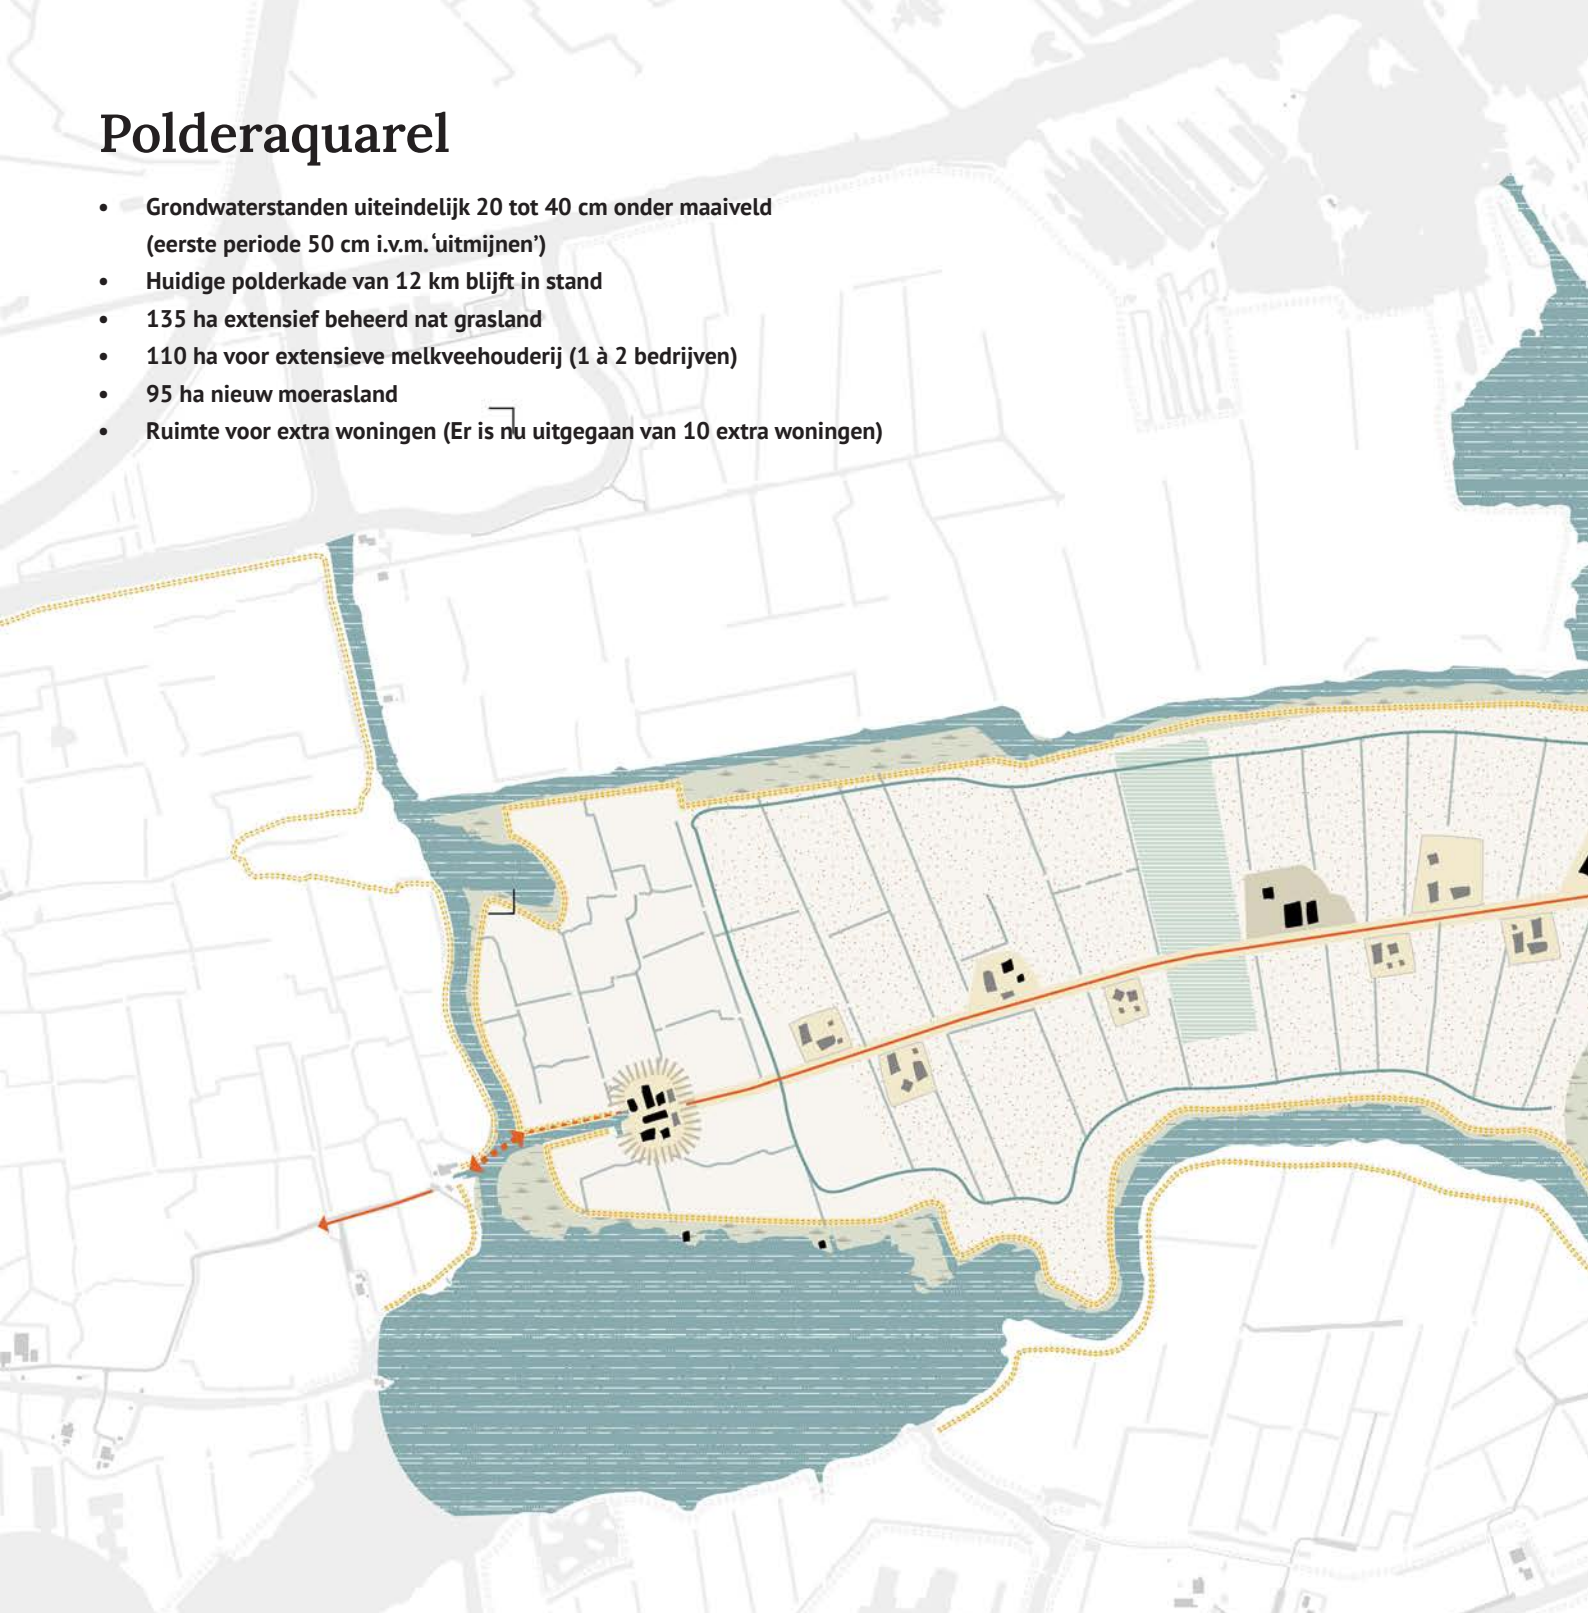 Polderaquarel
• Grondwaterstanden uiteindelijk 20 tot 40 cm onder maaiveld
(eerste periode 50 cm i.v.m. ‘uitmijnen’)
• Huidige polderkade van 12 km blijft in stand
• 135 ha extensief beheerd nat grasland
• 110 ha voor extensieve melkveehouderij (1 à 2 bedrijven)
• 95 ha nieuw moerasland
• Ruimte voor extra woningen (Er is nu uitgegaan van 10 extra woningen)